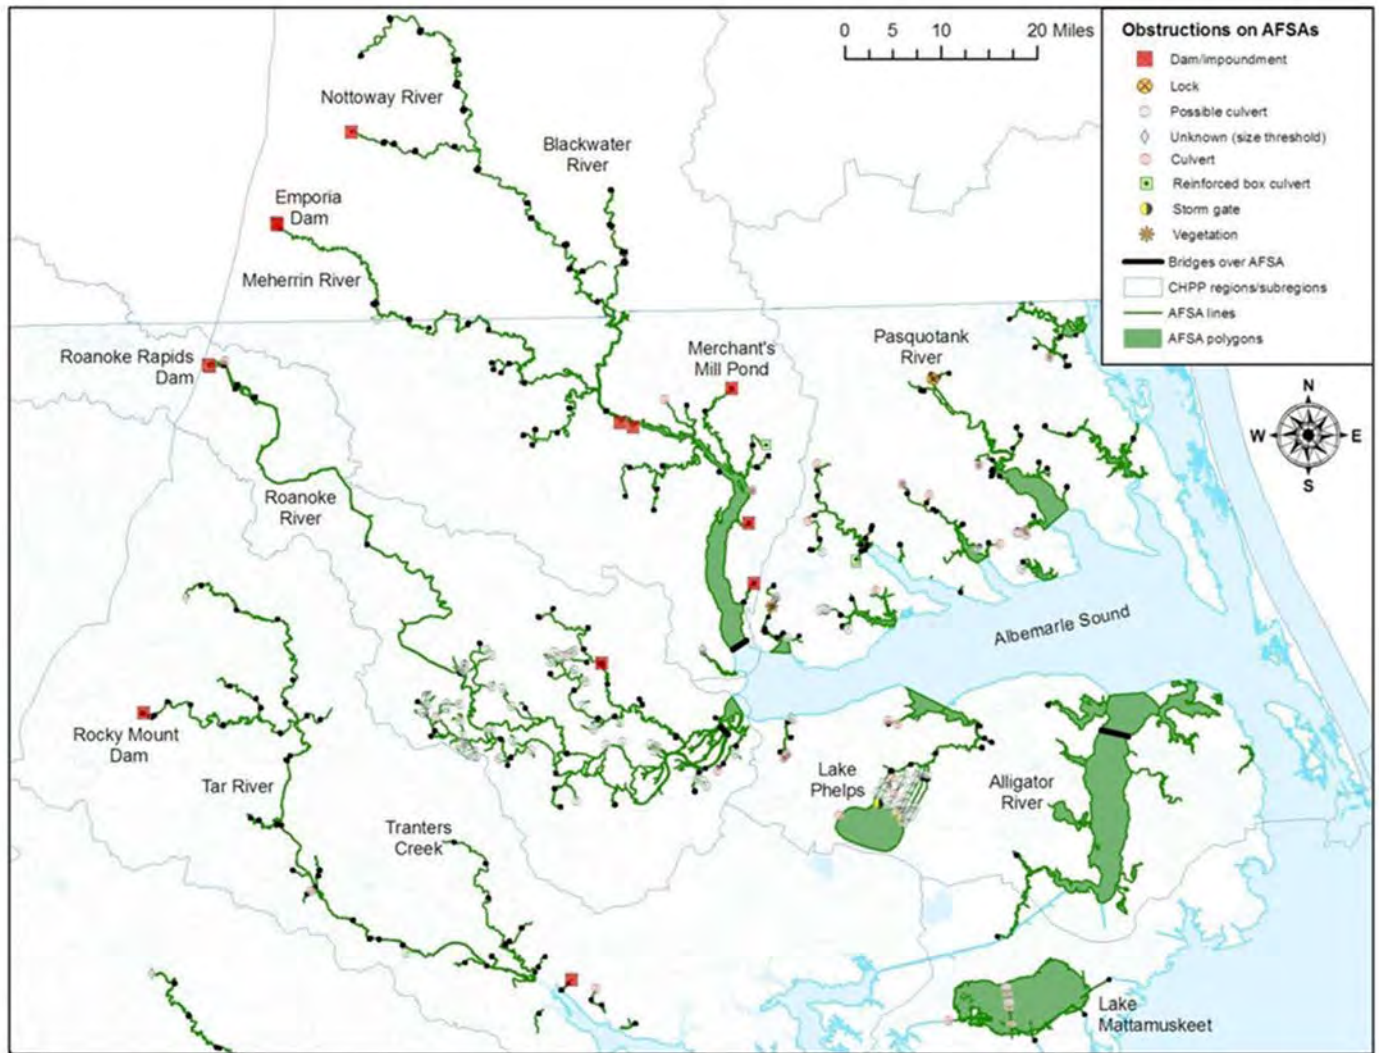 0 5 10 20 Miles
Obstructions on AFSAs
Dam/impoundment
Lock
Possible culvert
Unknown (size threshold)
Culvert
Reinforced box culvert
Storm gate
Vegetation
Bridges over AFSA
CHPP regions/subregions
AFSA lines
AFSA polygons
Nottoway River
Blackwater
River
Emporia
Dam
Meherrin River
Roanoke Rapids
Dam
Merchant's
Mill Pond
Pasquotank
River
N
W
E
S
Roanoke
River
Albemarle Sound
Rocky Mount
Dam
Tar River
Tranters
Creek
Lake
Phelps
Alligator
River
Lake
Mattamuskeet